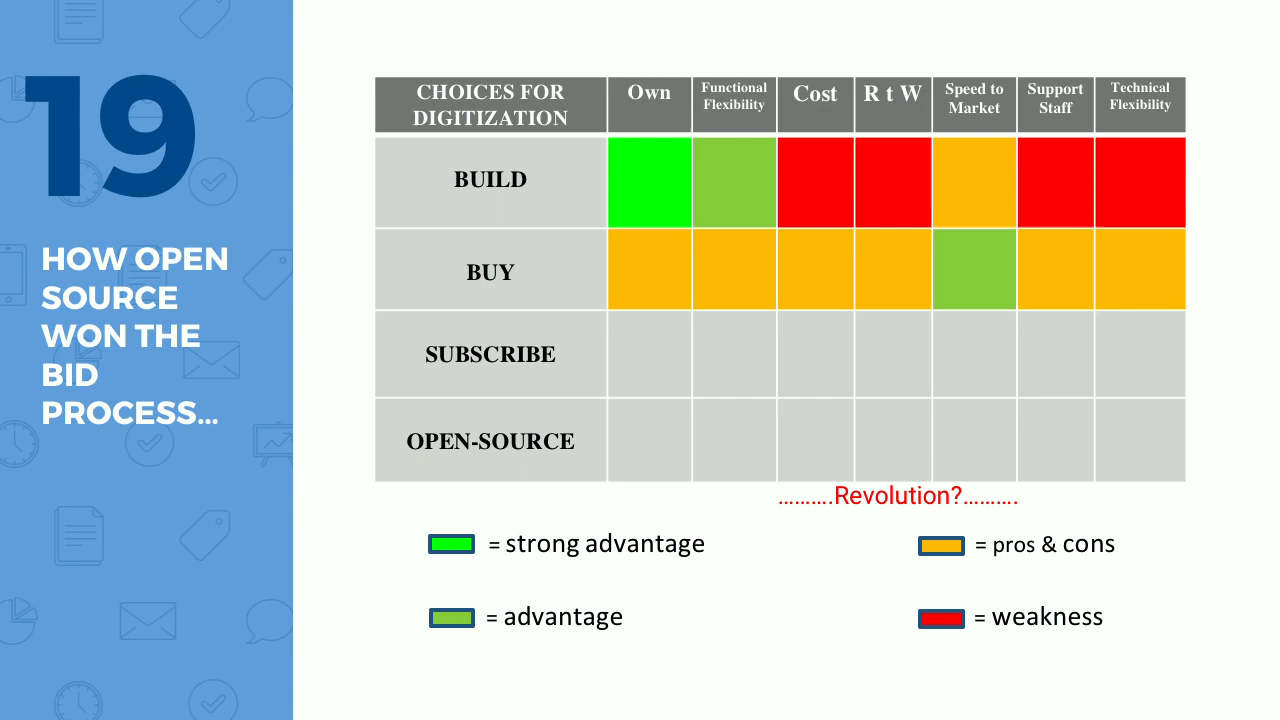 19
HOW OPEN
SOURCE
WON THE
BID
PROCESS...
CHOICES FOR
DIGITIZATION
Own
Functional
Flexibility
Cost
R t W
Speed to
Market
Support
Staff
Technical
Flexibility
BUILD
BUY
SUBSCRIBE
OPEN-SOURCE
……….Revolution?……….
= strong advantage
= pros & cons
= advantage
= weakness